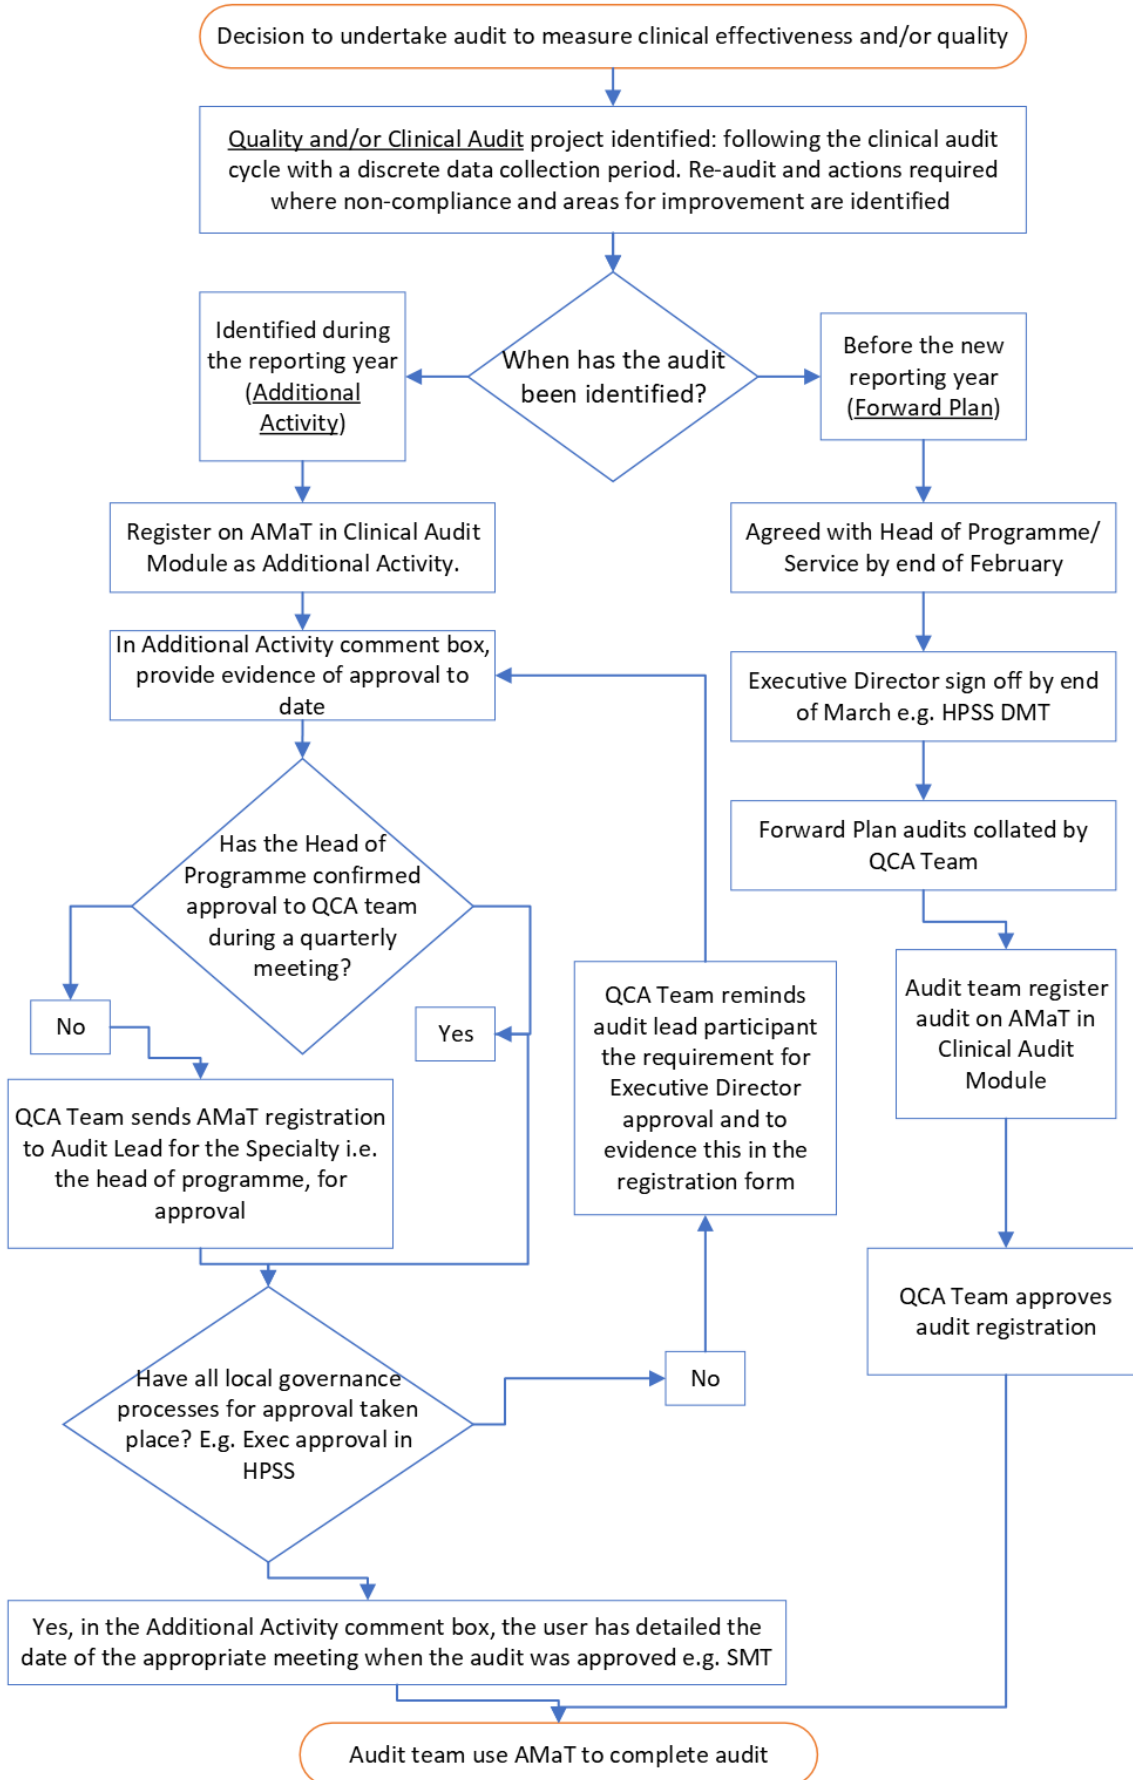 Decision to undertake audit to measure clinical effectiveness and/or quality
Quality and/or Clinical Audit project identified: following the clinical audit
cycle with a discrete data collection period. Re-audit and actions required
where non-compliance and areas for improvement are identified
When has the audit
been identified?
Identified during
the reporting year
(Additional
Activity)
Before the new
reporting year
(Forward Plan)
Register on AMaT in Clinical Audit
Module as Additional Activity.
Agreed with Head of Programme/
Service by end of February
In Additional Activity comment box,
provide evidence of approval to
date
Executive Director sign off by end
of March e.g. HPSS DMT
Forward Plan audits collated by
QCA Team
Has the Head of
Programme confirmed
approval to QCA team
during a quarterly
meeting?
No
Yes
QCA Team reminds
audit lead participant
the requirement for
Executive Director
approval and to
evidence this in the
registration form
Audit team register
audit on AMaT in
Clinical Audit
Module
QCA Team sends AMaT registration
to Audit Lead for the Specialty i.e.
the head of programme, for
approval
QCA Team approves
audit registration
Have all local governance
processes for approval taken
place? E.g. Exec approval in
HPSS
No
Yes, in the Additional Activity comment box, the user has detailed the
date of the appropriate meeting when the audit was approved e.g. SMT
Audit team use AMaT to complete audit